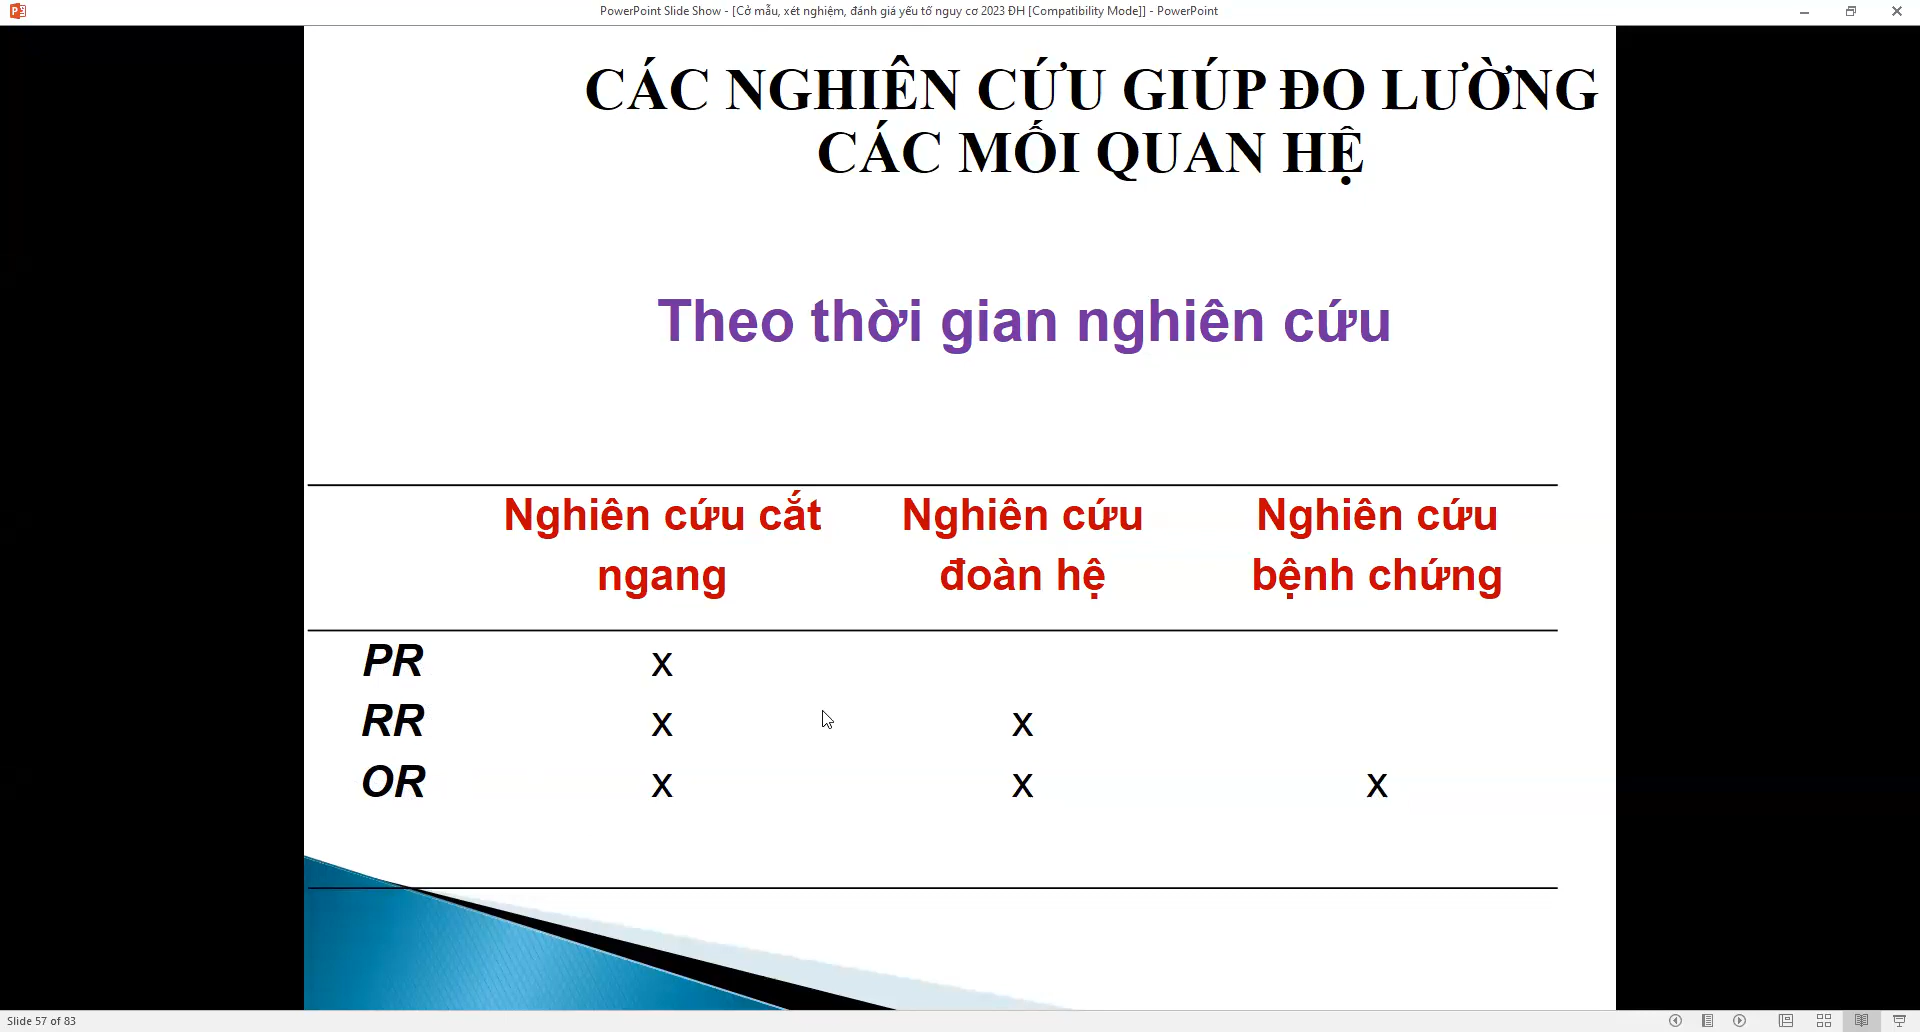 PowerPoint Slide Show - [Cở mẫu, xét nghiệm, đánh giá yếu tố nguy cơ 2023 ĐH [Compatibility Mode]] - PowerPoint
CÁC NGHIÊN CỨU GIÚP ĐO LƯỜNG
CÁC MỐI QUAN HỆ
Theo thời gian nghiên cứu
Nghiên cứu cắt ngang Nghiên cứu đoàn hệ Nghiên cứu bệnh chứng
PR x
RR x x
OR x x x
Slide 57 of 83